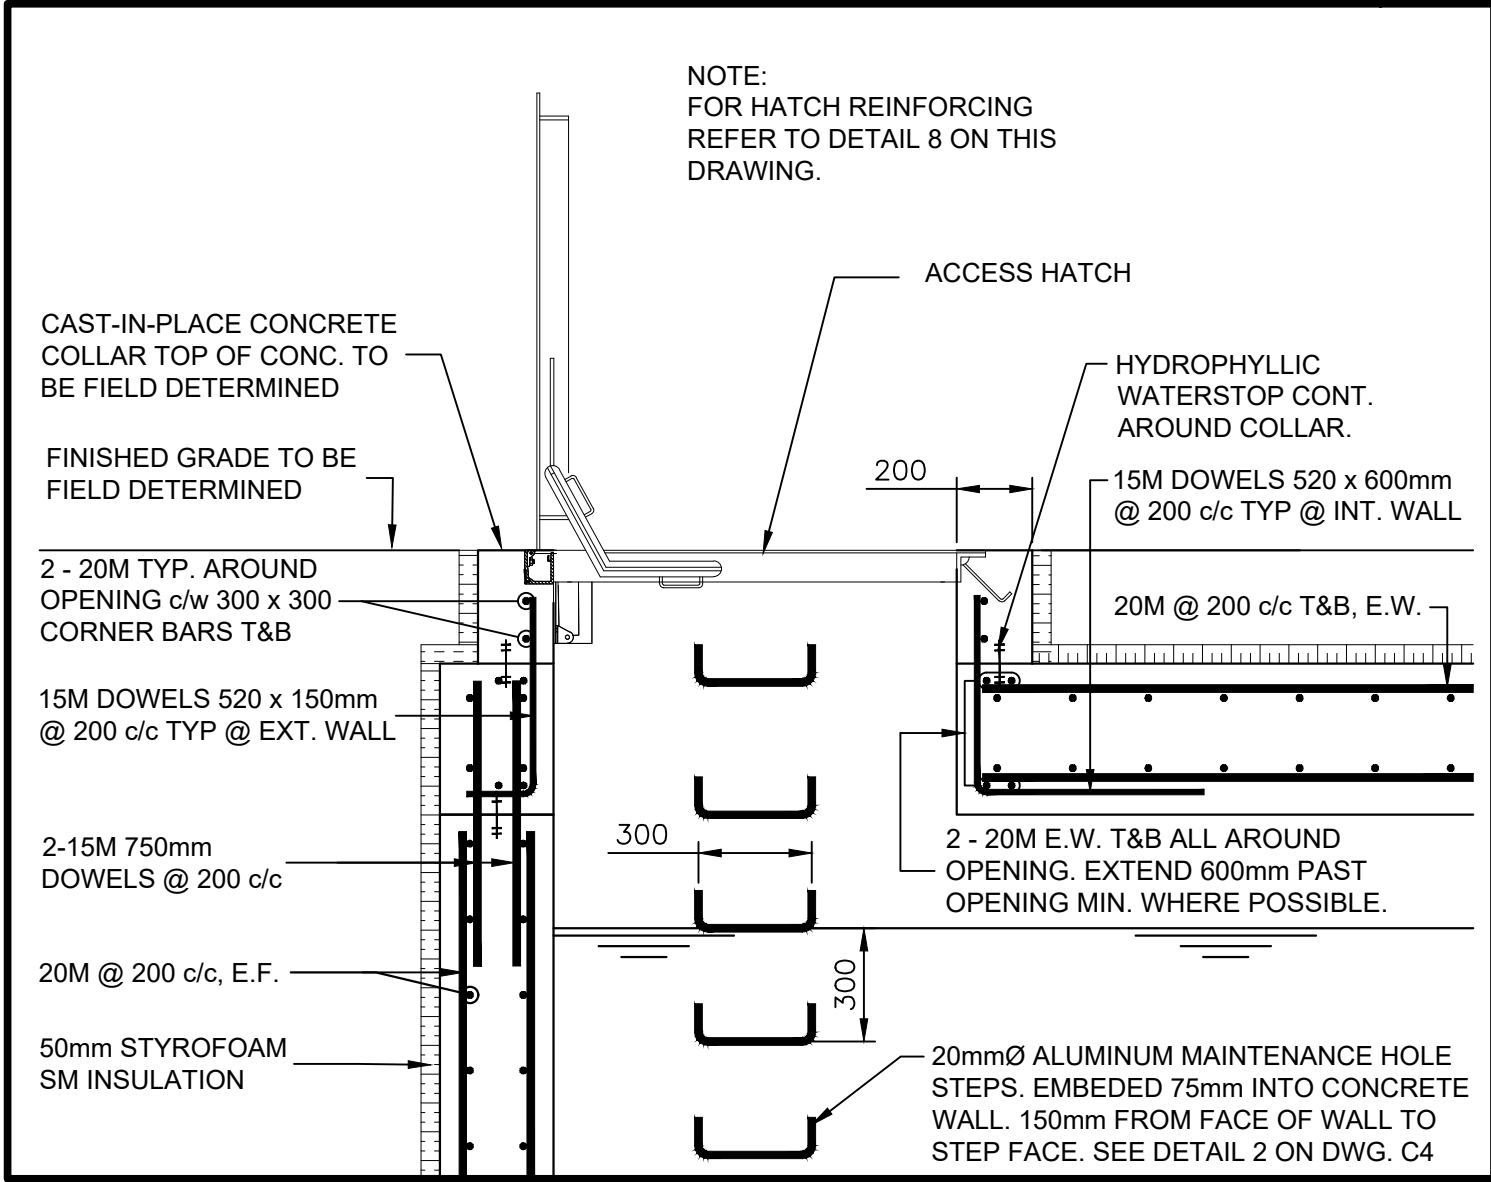 NOTE:
FOR HATCH REINFORCING
REFER TO DETAIL 8 ON THIS
DRAWING.
ACCESS HATCH
CAST-IN-PLACE CONCRETE
COLLAR TOP OF CONC. TO
BE FIELD DETERMINED
HYDROPHYLLIC
WATERSTOP CONT.
AROUND COLLAR.
FINISHED GRADE TO BE
FIELD DETERMINED
200
15M DOWELS 520 x 600mm
@ 200 c/c TYP @ INT. WALL
2 - 20M TYP. AROUND
OPENING c/w 300 x 300
CORNER BARS T&B
20M @ 200 c/c T&B, E.W.
15M DOWELS 520 x 150mm
@ 200 c/c TYP @ EXT. WALL
300
2-15M 750mm
DOWELS @ 200 c/c
2 - 20M E.W. T&B ALL AROUND
OPENING. EXTEND 600mm PAST
OPENING MIN. WHERE POSSIBLE.
20M @ 200 c/c, E.F.
300
50mm STYROFOAM
SM INSULATION
20mmØ ALUMINUM MAINTENANCE HOLE
STEPS. EMBEDED 75mm INTO CONCRETE
WALL. 150mm FROM FACE OF WALL TO
STEP FACE. SEE DETAIL 2 ON DWG. C4